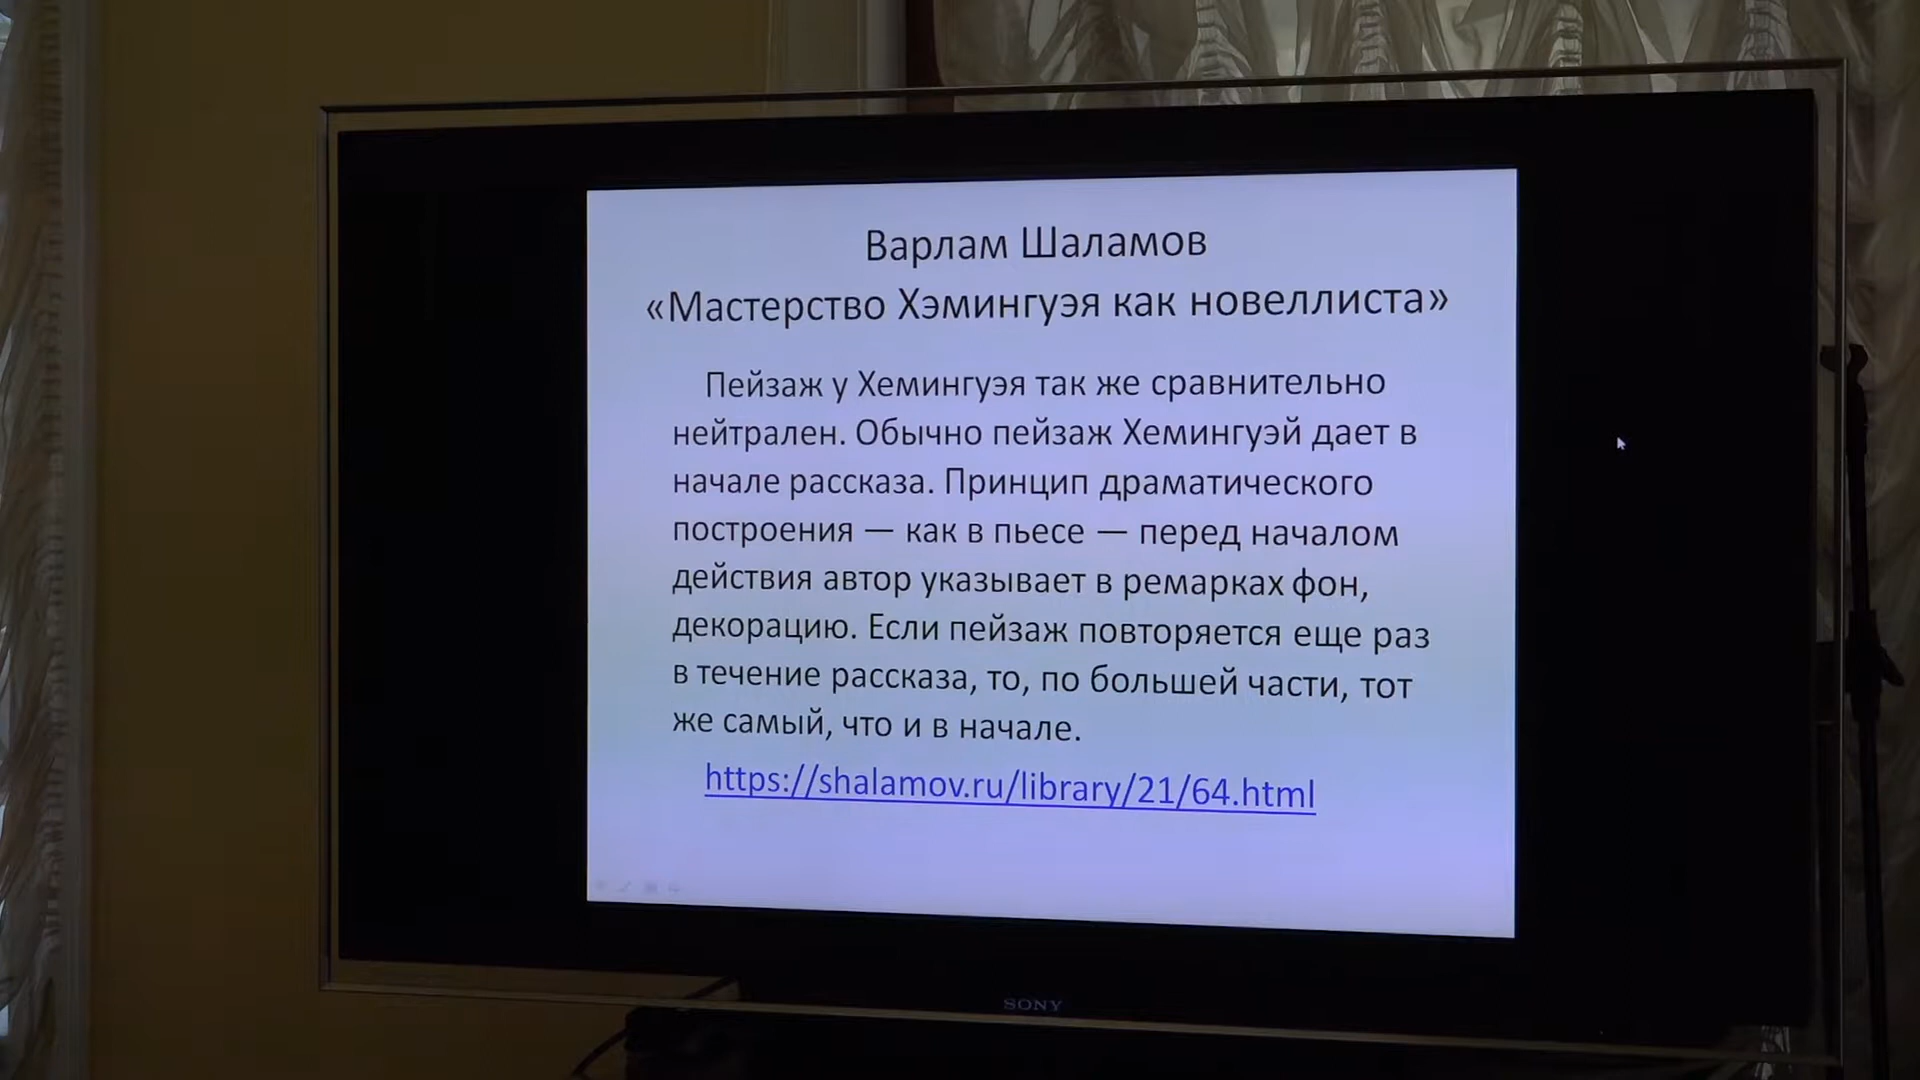 Варлам Шаламов
«Мастерство Хэмингуэя как новеллиста»
Пейзаж у Хемингуэя так же сравнительно
нейтрален. Обычно пейзаж Хемингуэй дает в
начале рассказа. Принцип драматического
построения — как в пьесе — перед началом
действия автор указывает в ремарках фон,
декорацию. Если пейзаж повторяется еще раз
в течение рассказа, то, по большей части, тот
же самый, что и в начале.
https://shalamov.ru/library/21/64.html
SONY